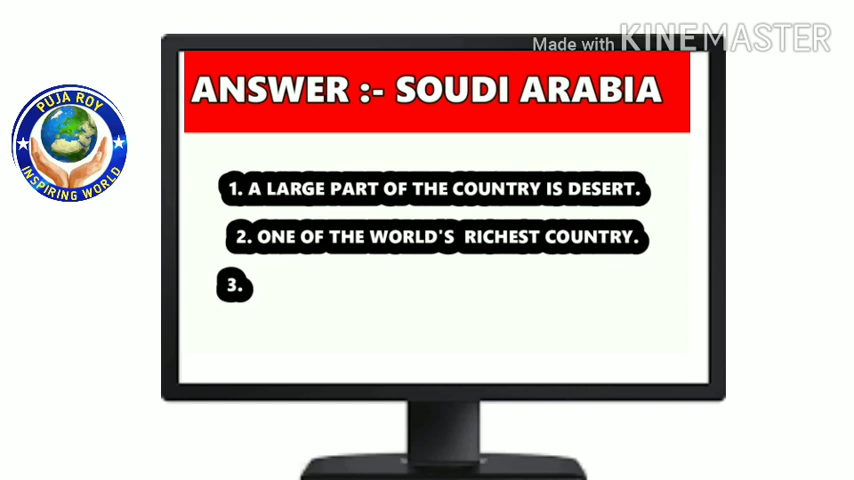 Made with KINEMASTER
ANSWER :- SOUDI ARABIA
PUJA ROY
INSPIRING WORLD
1. A LARGE PART OF THE COUNTRY IS DESERT.
2. ONE OF THE WORLD'S RICHEST COUNTRY.
3.